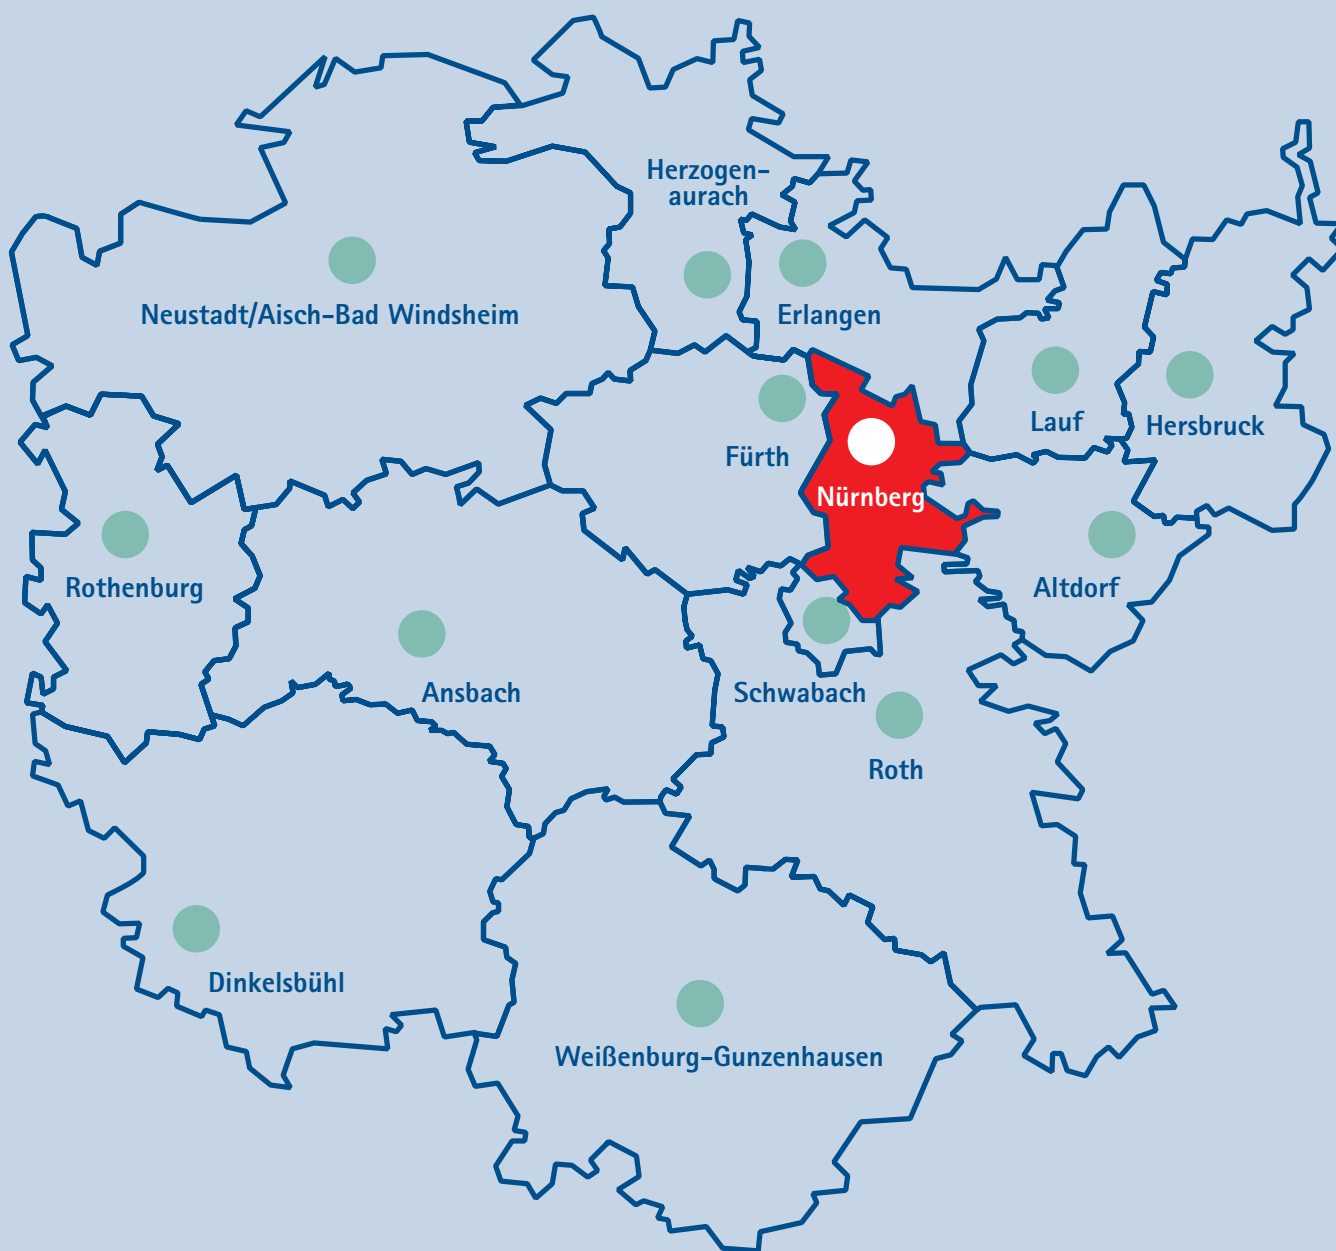 Herzogen-
aurach
Neustadt/Aisch-Bad Windsheim
Erlangen
Lauf
Hersbruck
Fürth
Nürnberg
Rothenburg
Altdorf
Ansbach
Schwabach
Roth
Dinkelsbühl
Weißenburg-Gunzenhausen